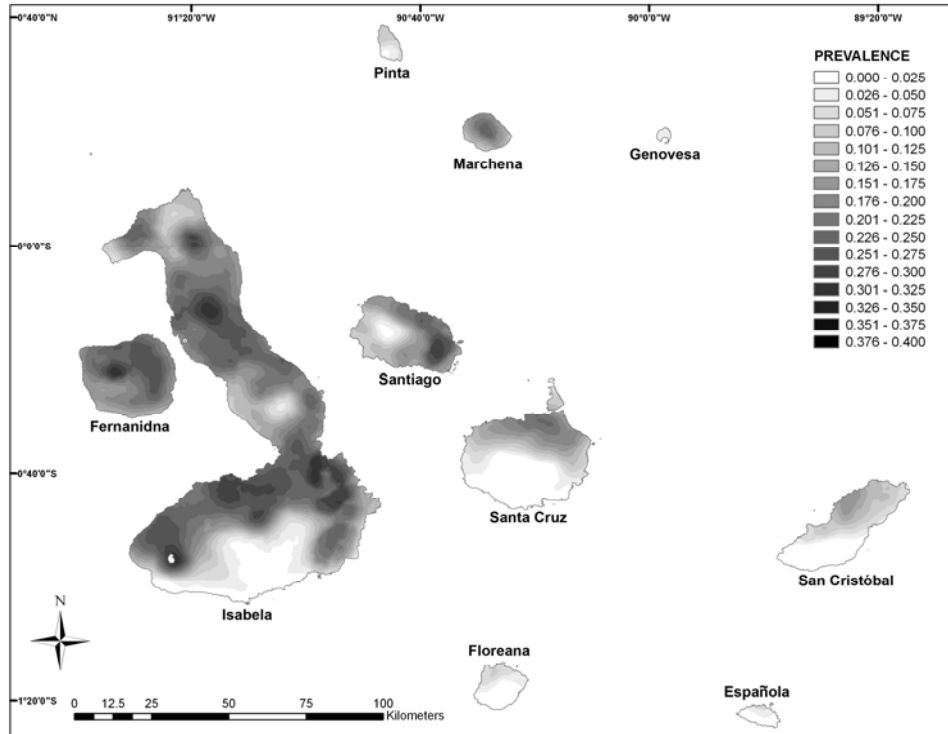 91°20'0"W 90°40'0"W 90°0'0"W 89°20'0"W
0°40'0"N
Pinta
PREVALENCE
0.000 - 0.025
0.026 - 0.050
0.051 - 0.075
0.076 - 0.100
0.101 - 0.125
0.126 - 0.150
0.151 - 0.175
0.176 - 0.200
0.201 - 0.225
0.226 - 0.250
0.251 - 0.275
0.276 - 0.300
0.301 - 0.325
0.326 - 0.350
0.351 - 0.375
0.376 - 0.400
Marchena
Genovesa
0°0'0"S
Santiago
Fernanidna
0°40'0"S
Santa Cruz
San Cristóbal
Isabela
N
Floreana
Española
1°20'0"S
0 12.5 25 50 75 100
Kilometers